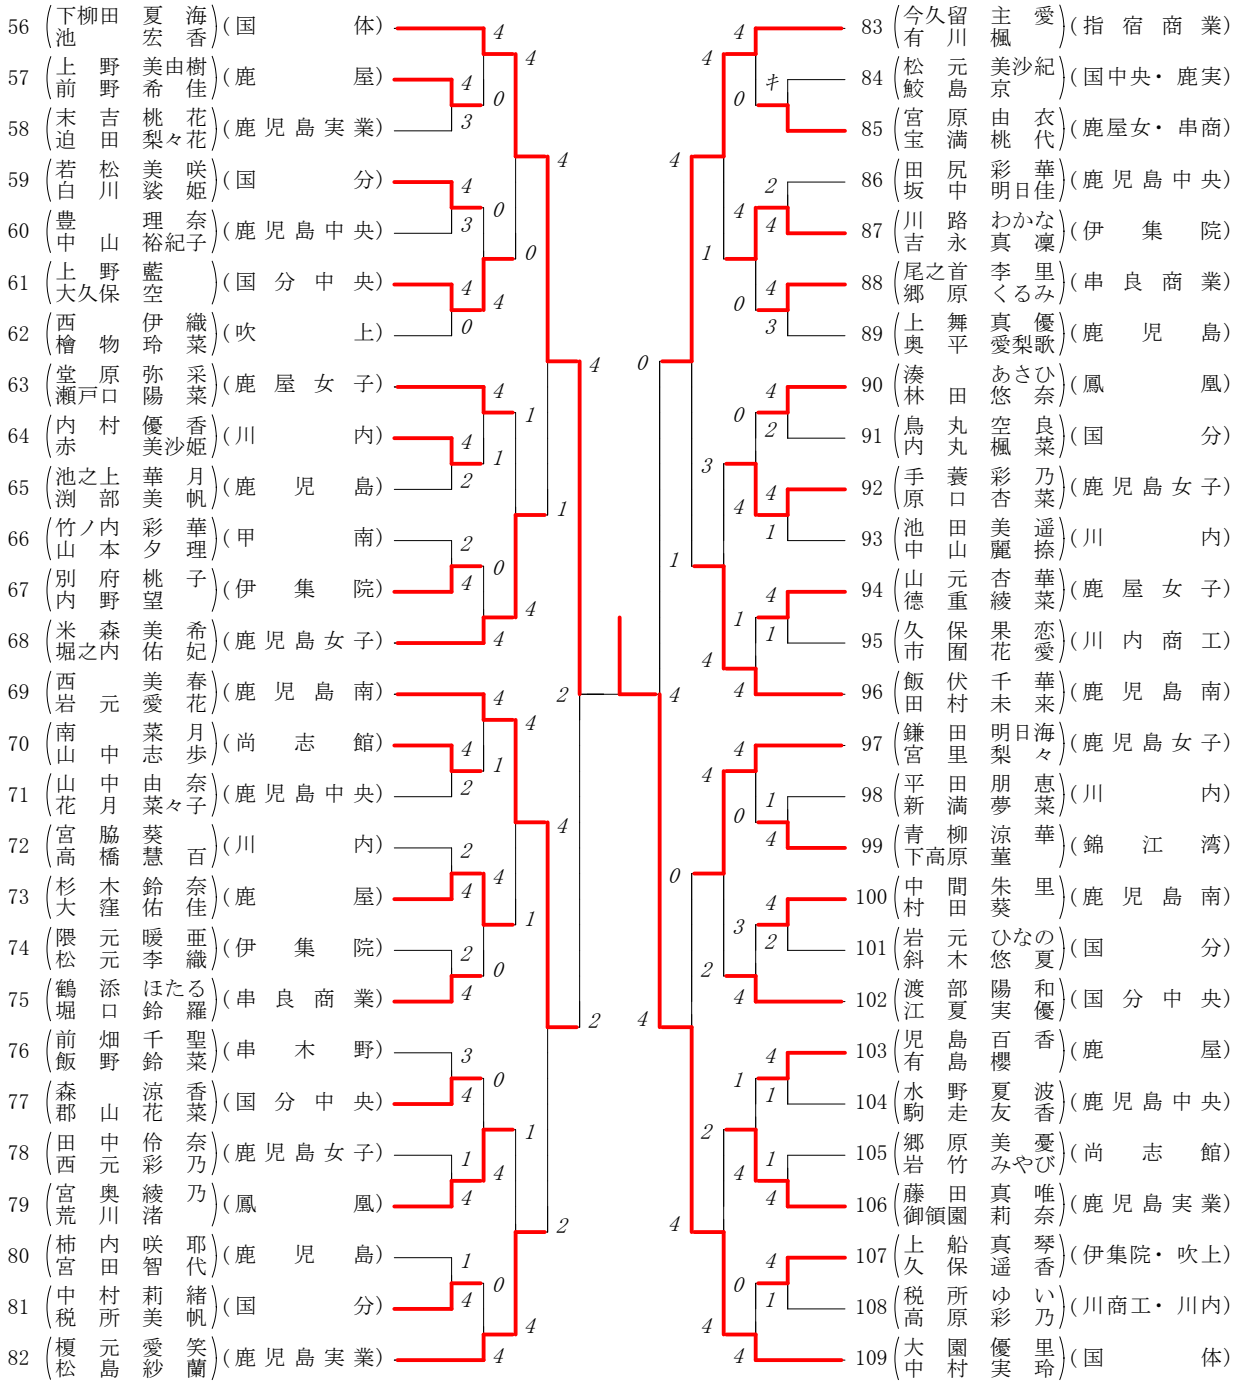 56 (下柳田 夏海 池 宏香) (国体)
57 (上野 美由樹 前野 希佳) (鹿屋)
58 (末吉 桃花 迫田 梨々花) (鹿児島実業)
59 (若松 美咲 白川 裟姫) (国分)
60 (豊 理奈 中山 裕紀子) (鹿児島中央)
61 (上野 藍 大久保 空) (国分中央)
62 (西 伊織 檜物 玲菜) (吹上)
63 (堂原 弥采 瀬戸口 陽菜) (鹿屋女子)
64 (内村 優香 赤 美沙姫) (川内)
65 (池之上 華月 渕部 美帆) (鹿児島)
66 (竹ノ内 彩華 山本 夕理) (甲南)
67 (別府 桃子 内野 望) (伊集院)
68 (米森 美希 堀之内 佑妃) (鹿児島女子)
69 (西 美春 岩元 愛花) (鹿児島南)
70 (南 菜月 山中 志歩) (尚志館)
71 (山中 由奈 花月 菜々子) (鹿児島中央)
72 (宮脇 葵 高橋 慧百) (川内)
73 (杉木 鈴奈 大窪 佑佳) (鹿屋)
74 (隈元 暖亜 松元 李織) (伊集院)
75 (鶴添 ほたる 堀口 鈴羅) (串良商業)
76 (前畑 千聖 飯野 鈴菜) (串木野)
77 (森 涼香 郡山 花菜) (国分中央)
78 (田中 伶奈 西元 彩乃) (鹿児島女子)
79 (宮奥 綾乃 荒川 渚) (鳳凰)
80 (柿内 咲耶 宮田 智代) (鹿児島)
81 (中村 莉緒 税所 美帆) (国分)
82 (榎元 愛笑 松島 紗蘭) (鹿児島実業)
83 (今久留主 愛 有川 楓) (指宿商業)
84 (松元 美沙紀 鮫島 京) (国中央・鹿実)
85 (宮原 由衣 宝満 桃代) (鹿屋女・串商)
86 (田尻 彩華 坂中 明日佳) (鹿児島中央)
87 (川路 わかな 吉永 真凜) (伊集院)
88 (尾之首 李里 郷原 くるみ) (串良商業)
89 (上舞 真優 奥平 愛梨歌) (鹿児島)
90 (湊 あさひ 林田 悠奈) (鳳凰)
91 (鳥丸 空良 内丸 楓菜) (国分)
92 (手蓑 彩乃 原口 杏菜) (鹿児島女子)
93 (池田 美遥 中山 麗捺) (川内)
94 (山元 杏華 德重 綾菜) (鹿屋女子)
95 (久保 果恋 市囿 花愛) (川内商工)
96 (飯伏 千華 田村 未来) (鹿児島南)
97 (鎌田 明日海 宮里 梨々) (鹿児島女子)
98 (平田 朋恵 新満 夢菜) (川内)
99 (青柳 涼華 下高原 菫) (錦江湾)
100 (中間 朱里 村田 葵) (鹿児島南)
101 (岩元 ひなの 斜木 悠夏) (国分)
102 (渡部 陽和 江夏 実優) (国分中央)
103 (児島 百香 有島 櫻) (鹿屋)
104 (水野 夏波 駒走 友香) (鹿児島中央)
105 (郷原 美憂 岩竹 みやび) (尚志館)
106 (藤田 真唯 御領園 莉奈) (鹿児島実業)
107 (上船 真琴 久保 遥香) (伊集院・吹上)
108 (税所 ゆい 高原 彩乃) (川商工・川内)
109 (大園 優里 中村 実玲) (国体)